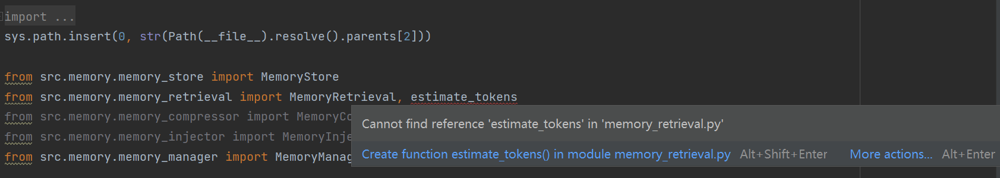 import ...
sys.path.insert(0, str(Path(__file__).resolve().parents[2]))
from src.memory.memory_store import MemoryStore
from src.memory.memory_retrieval import MemoryRetrieval, estimate_tokens
from src.memory.memory_compressor import MemoryCo
from src.memory.memory_injector import MemoryInje
from src.memory.memory_manager import MemoryManag
Cannot find reference 'estimate_tokens' in 'memory_retrieval.py'
Create function estimate_tokens() in module memory_retrieval.py Alt+Shift+Enter More actions... Alt+Enter